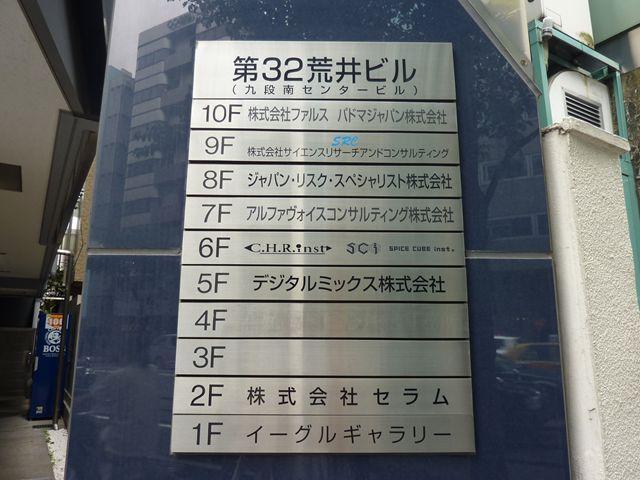 第32荒井ビル
(九段南センタービル)
10F 株式会社ファルス パドマジャパン株式会社
SRC
9F 株式会社サイエンスリサーチアンドコンサルティング
8F ジャパン・リスク・スペシャリスト株式会社
7F アルファヴォイスコンサルティング株式会社
6F C.H.R.inst SCi SPICE CUBE inst.
5F デジタルミックス株式会社
4F
3F
2F 株式会社セラム
1F イーグルギャラリー
BOSS